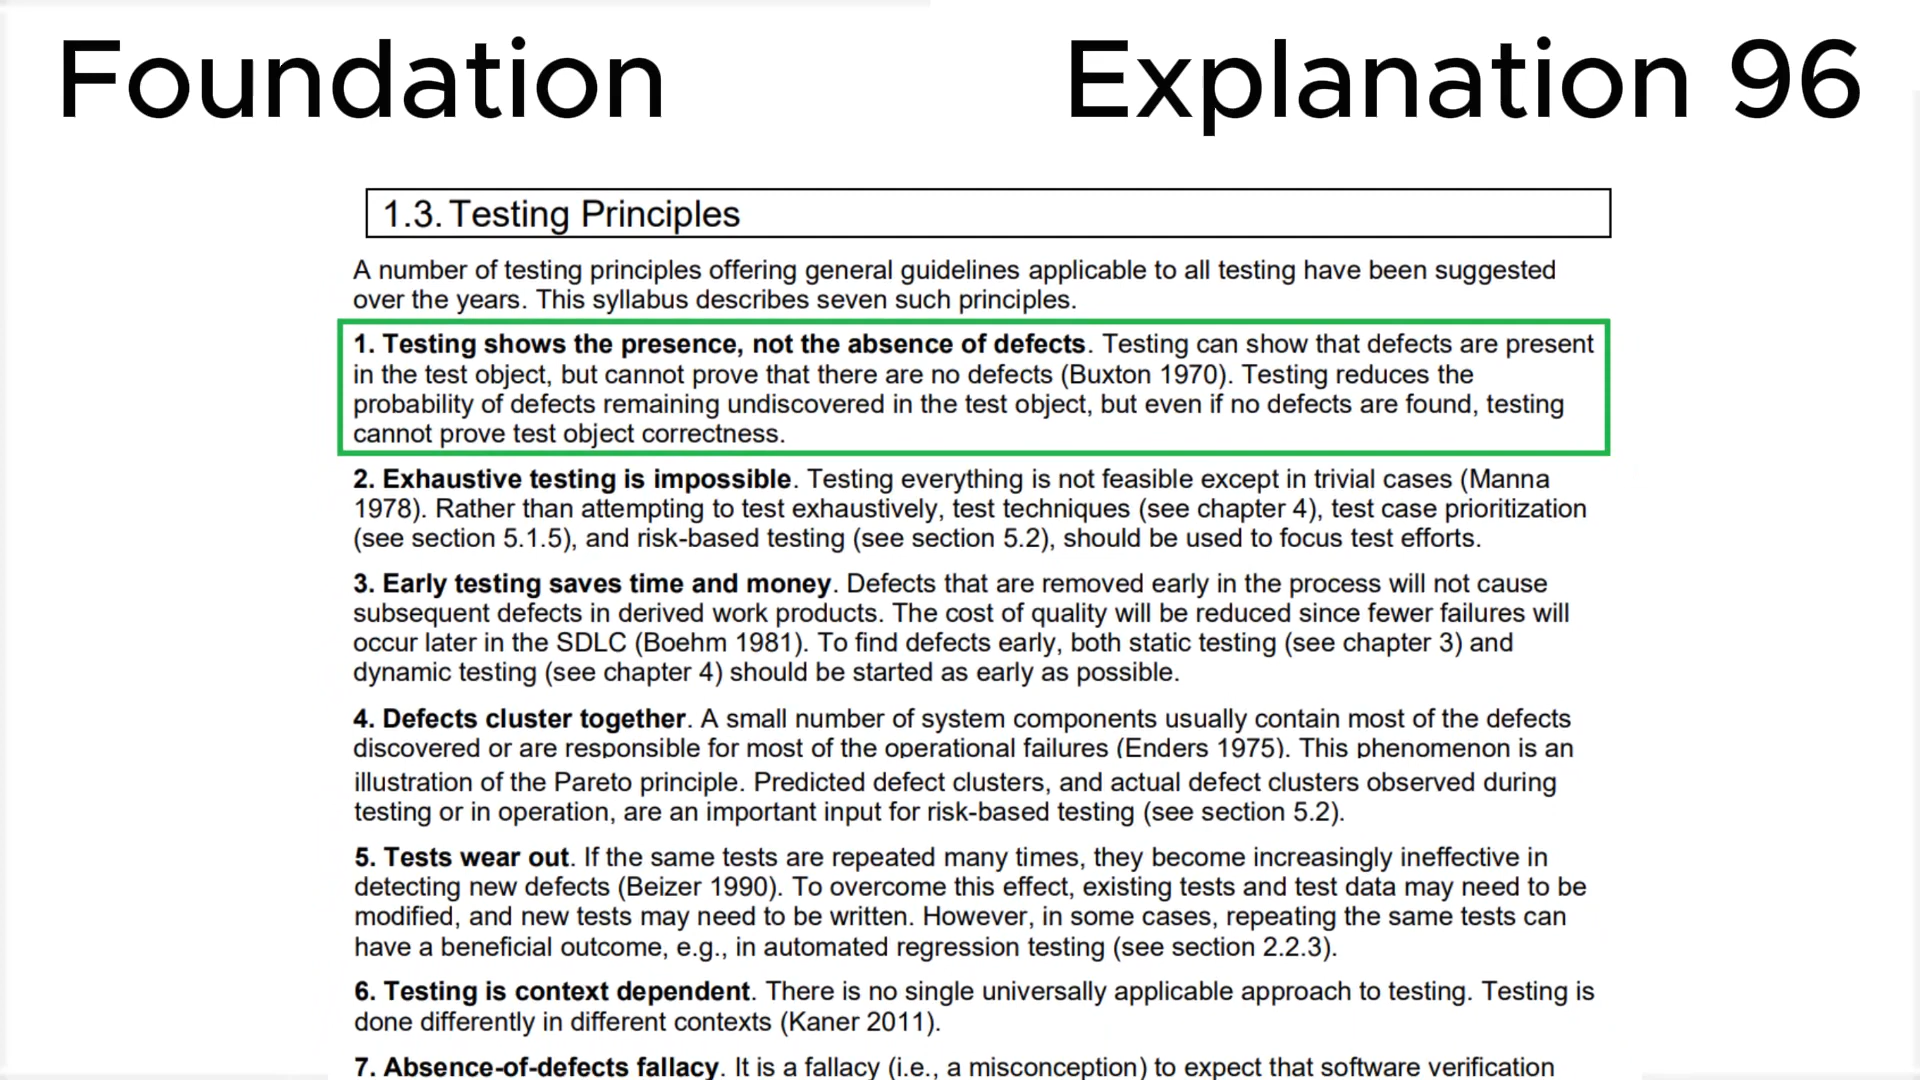 Foundation
Explanation 96
1.3. Testing Principles
A number of testing principles offering general guidelines applicable to all testing have been suggested
over the years. This syllabus describes seven such principles.
1. Testing shows the presence, not the absence of defects. Testing can show that defects are present
in the test object, but cannot prove that there are no defects (Buxton 1970). Testing reduces the
probability of defects remaining undiscovered in the test object, but even if no defects are found, testing
cannot prove test object correctness.
2. Exhaustive testing is impossible. Testing everything is not feasible except in trivial cases (Manna
1978). Rather than attempting to test exhaustively, test techniques (see chapter 4), test case prioritization
(see section 5.1.5), and risk-based testing (see section 5.2), should be used to focus test efforts.
3. Early testing saves time and money. Defects that are removed early in the process will not cause
subsequent defects in derived work products. The cost of quality will be reduced since fewer failures will
occur later in the SDLC (Boehm 1981). To find defects early, both static testing (see chapter 3) and
dynamic testing (see chapter 4) should be started as early as possible.
4. Defects cluster together. A small number of system components usually contain most of the defects
discovered or are responsible for most of the operational failures (Enders 1975). This phenomenon is an
illustration of the Pareto principle. Predicted defect clusters, and actual defect clusters observed during
testing or in operation, are an important input for risk-based testing (see section 5.2).
5. Tests wear out. If the same tests are repeated many times, they become increasingly ineffective in
detecting new defects (Beizer 1990). To overcome this effect, existing tests and test data may need to be
modified, and new tests may need to be written. However, in some cases, repeating the same tests can
have a beneficial outcome, e.g., in automated regression testing (see section 2.2.3).
6. Testing is context dependent. There is no single universally applicable approach to testing. Testing is
done differently in different contexts (Kaner 2011).
7. Absence-of-defects fallacy. It is a fallacy (i.e., a misconception) to expect that software verification